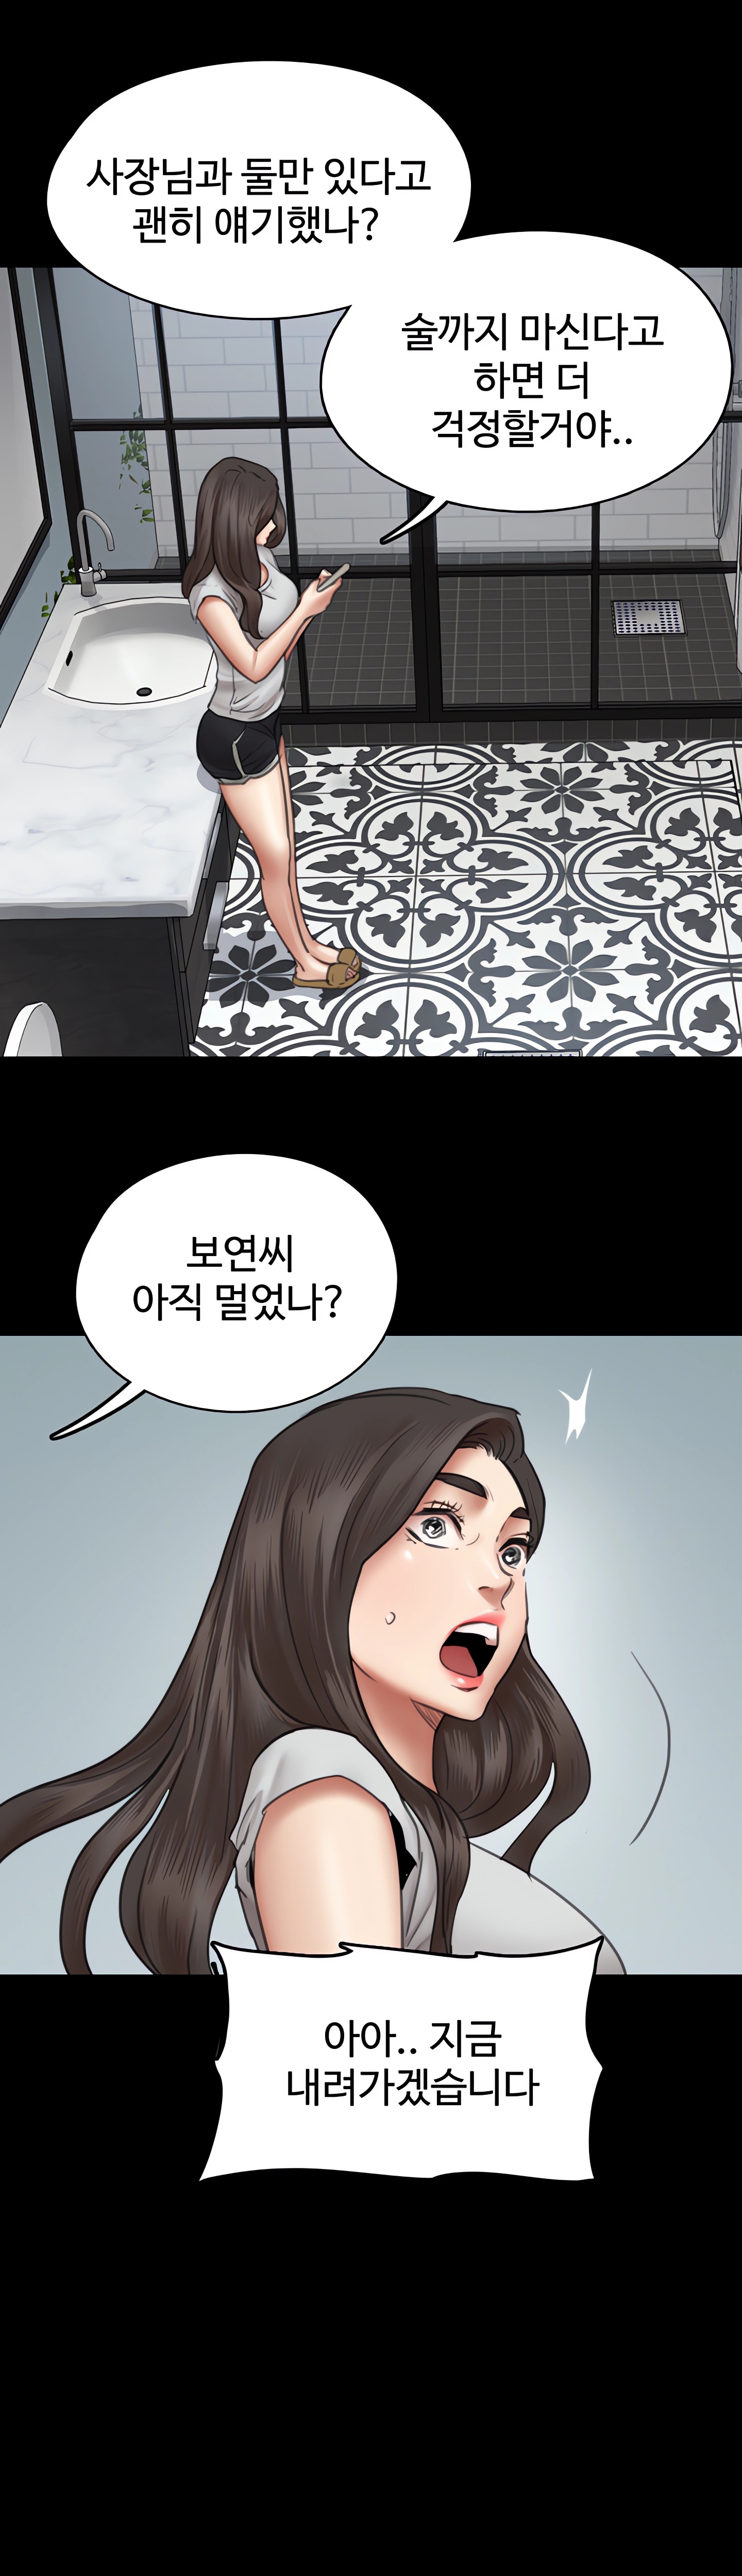 사장님과 둘만 있다고
괜히 얘기했나?
술까지 마신다고
하면 더
걱정할거야..
보연씨
아직 멀었나?
아아.. 지금
내려가겠습니다